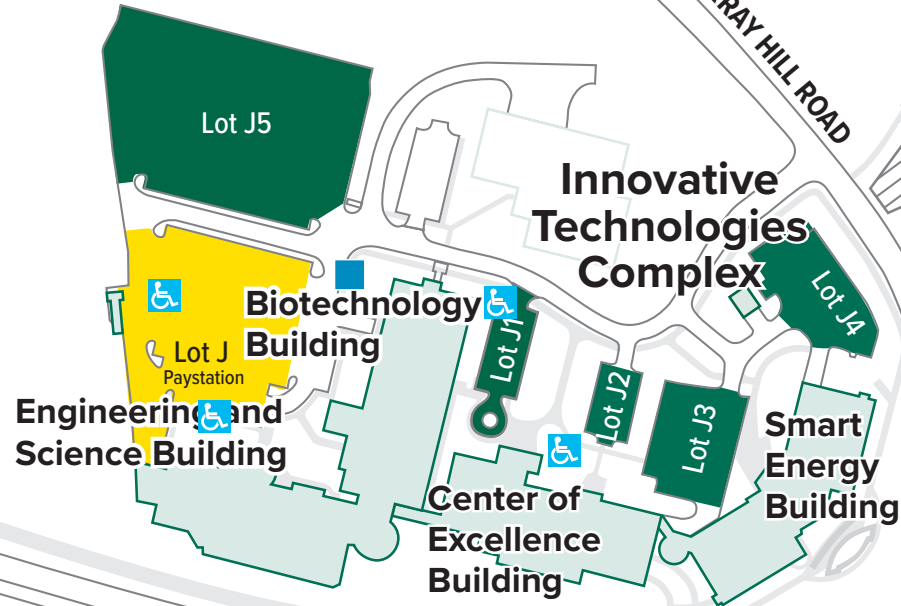 RAY HILL ROAD
Lot J5
Innovative
Technologies
Complex
Lot J4
Biotechnology
Building
Lot J1
Lot J
Paystation
Lot J2
Lot J3
Engineering and
Science Building
Smart
Energy
Building
Center of
Excellence
Building